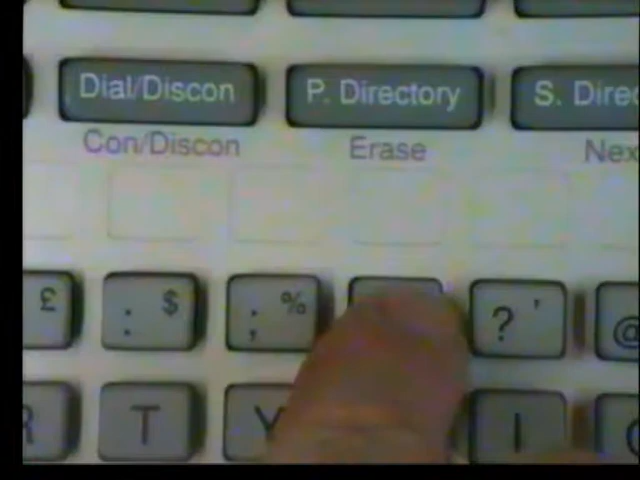 Dial/Discon P. Directory S. Direc
Con/Discon Erase Nex
£ : $ ; % ? ' @
R T Y I